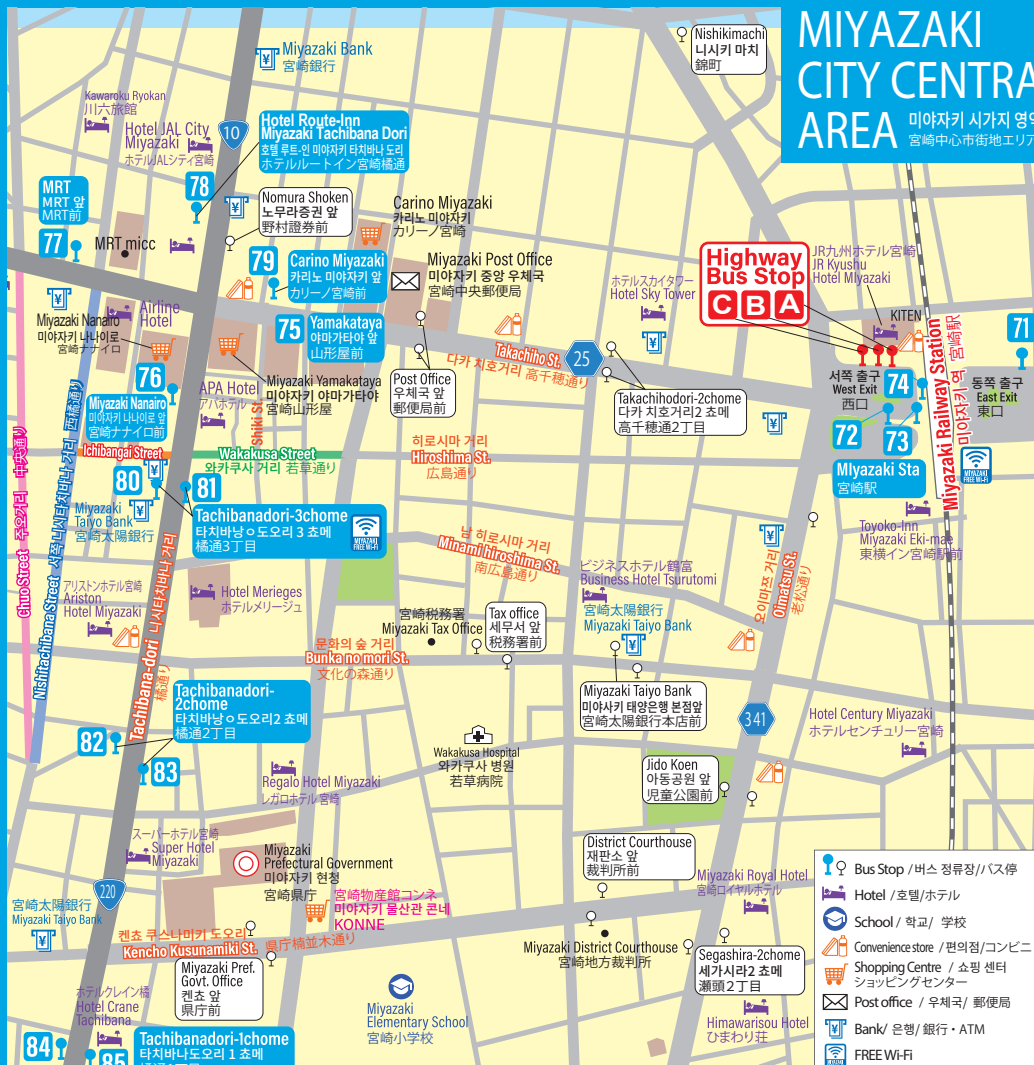 MIYAZAKI
CITY CENTRA
AREA 미야자키 시가지 영역
宮崎中心市街地エリア
Nishikimachi
니시키 마치
錦町
Miyazaki Bank
宮崎銀行
Kawaroku Ryokan
川六旅館
Hotel JAL City
Miyazaki
ホテルJALシティ宮崎
10
Hotel Route-Inn
Miyazaki Tachibana Dori
호텔 루트-인 미야자키 타치바나 도리
ホテルルートイン宮崎橘通
78
MRT
MRT 앞
MRT前
77
MRT micc
Nomura Shoken
노무라증권 앞
野村證券前
Carino Miyazaki
카리노 미야자키
カリーノ宮崎
79
Carino Miyazaki
카리노 미야자키 앞
カリーノ宮崎前
Miyazaki Post Office
미야자키 중앙 우체국
宮崎中央郵便局
Highway
Bus Stop
C B A
JR九州ホテル宮崎
JR Kyushu
Hotel MIyazaki
KITEN
ホテルスカイタワー
Hotel Sky Tower
Airline
Hotel
Miyazaki Nanairo
미야자키 나나이로
宮崎ナナイロ
75
Yamakataya
야마가타야 앞
山形屋前
Takachiho St.
다카 치호거리 高千穂通り
25
71
76
Miyazaki Nanairo
미야자키 나나이로 앞
宮崎ナナイロ前
APA Hotel
アパホテル
Miyazaki Yamakataya
미야자키 야마가타야
宮崎山形屋
Post Office
우체국 앞
郵便局前
Takachihodori-2chome
다카 치호거리2 쵸메
高千穂通2丁目
서쪽 출구
West Exit
西口
74
동쪽 출구
East Exit
東口
72
73
MIyazaki Sta
宮崎駅
Miyazaki Railway Station
미야자키 역 宮崎駅
MIYAZAKI
FREE Wi-Fi
Shiki St.
Ichibangai Street
Wakakusa Street
와카쿠사 거리 若草通り
히로시마 거리
Hiroshima St.
広島通り
80
81
Miyazaki
Taiyo Bank
宮崎太陽銀行
Tachibanadori-3chome
타치바낭ㅇ도오리 3 쵸메
橘通3丁目
MIYAZAKI
FREE Wi-Fi
남 히로시마 거리
Minami hiroshima St.
南広島通り
Toyoko-Inn
Miyazaki Eki-mae
東横イン宮崎駅前
Chuo Street 주오거리 中央通り
Nishitachibana Street 서쪽 니시타치바나 거리 西橘通り
Tachibana-dori 니시타치바나거리
橘通り
アリストンホテル宮崎
Ariston
Hotel Miyazaki
Hotel Merieges
ホテルメリージュ
ビジネスホテル鶴富
Business Hotel Tsurutomi
宮崎太陽銀行
Miyazaki Taiyo Bank
오이마쯔 거리
Oimatsu St.
老松通り
宮崎税務署
Miyazaki Tax Office
Tax office
세무서 앞
税務署前
문화의 숲 거리
Bunka no mori St.
文化の森通り
Tachibanadori-
2chome
타치바낭ㅇ도오리2 쵸메
橘通2丁目
82
83
Miyazaki Taiyo Bank
미야사키 태양은행 본점앞
宮崎太陽銀行本店前
341
Hotel Century Miyazaki
ホテルセンチュリー宮崎
Wakakusa Hospital
와카쿠사 병원
若草病院
Jido Koen
아동공원 앞
児童公園前
Regalo Hotel Miyazaki
レガロホテル宮崎
スーパーホテル宮崎
Super Hotel
Miyazaki
Miyazaki
Prefectural Government
미야자키 현청
宮崎県庁
District Courthouse
재판소 앞
裁判所前
Miyazaki Royal Hotel
宮崎ロイヤルホテル
220
宮崎太陽銀行
Miyazaki Taiyo Bank
宮崎物産館コンネ
미야자키 물산관 콘네
KONNE
켄쵸 쿠스나미키 도오리
Kencho Kusunamiki St. 県庁楠並木通り
Miyazaki Pref.
Govt. Office
켄쵸 앞
県庁前
Miyazaki District Courthouse
宮崎地方裁判所
Segashira-2chome
세가시라2 쵸메
瀬頭2丁目
ホテルクレイン橘
Hotel Crane
Tachibana
Miyazaki
Elementary School
宮崎小学校
Himawarisou Hotel
ひまわり荘
84
85
Tachibanadori-1chome
타치바나도오리 1 쵸메
Bus Stop /버스 정류장/バス停
Hotel /호텔/ホテル
School / 학교/ 学校
Convenience store / 편의점/コンビニ
Shopping Centre / 쇼핑 센터
ショッピングセンター
Post office / 우체국/ 郵便局
Bank/ 은행/ 銀行・ATM
FREE Wi-Fi